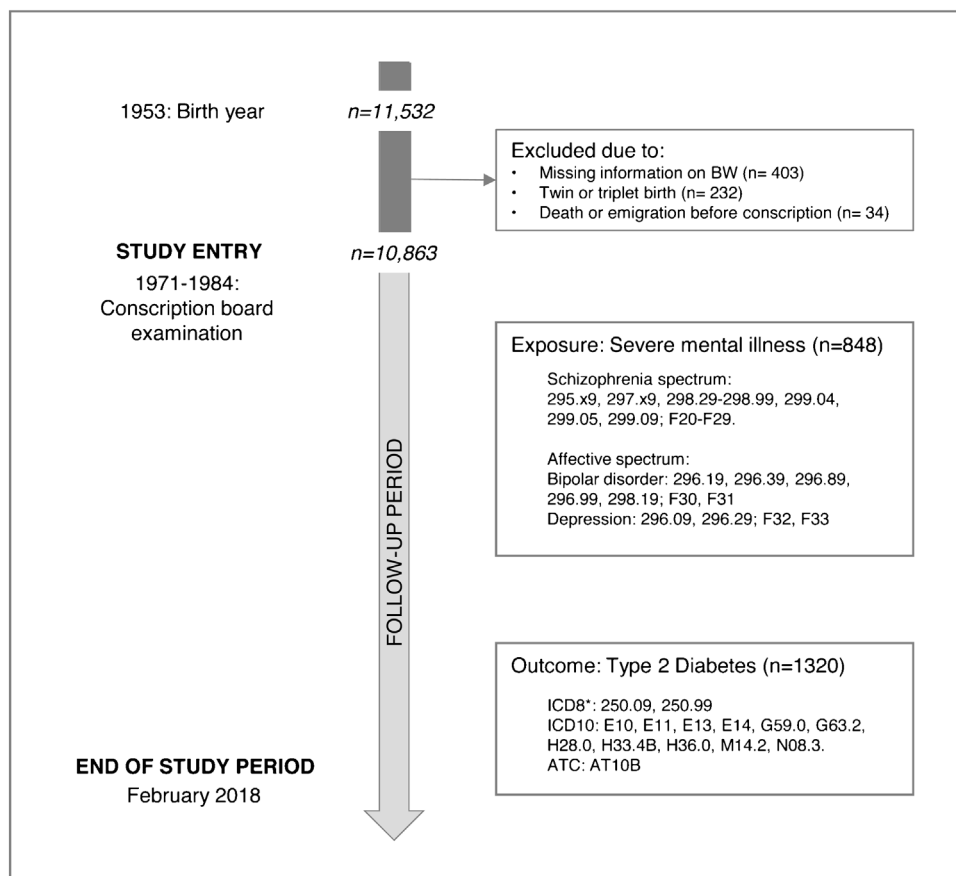 1953: Birth year
n=11,532
Excluded due to:
• Missing information on BW (n= 403)
• Twin or triplet birth (n= 232)
• Death or emigration before conscription (n= 34)
STUDY ENTRY
n=10,863
1971-1984:
Conscription board
examination
Exposure: Severe mental illness (n=848)
Schizophrenia spectrum:
295.x9, 297.x9, 298.29-298.99, 299.04,
299.05, 299.09; F20-F29.
Affective spectrum:
Bipolar disorder: 296.19, 296.39, 296.89,
296.99, 298.19; F30, F31
Depression: 296.09, 296.29; F32, F33
FOLLOW-UP PERIOD
Outcome: Type 2 Diabetes (n=1320)
ICD8*: 250.09, 250.99
ICD10: E10, E11, E13, E14, G59.0, G63.2,
H28.0, H33.4B, H36.0, M14.2, N08.3.
ATC: AT10B
END OF STUDY PERIOD
February 2018